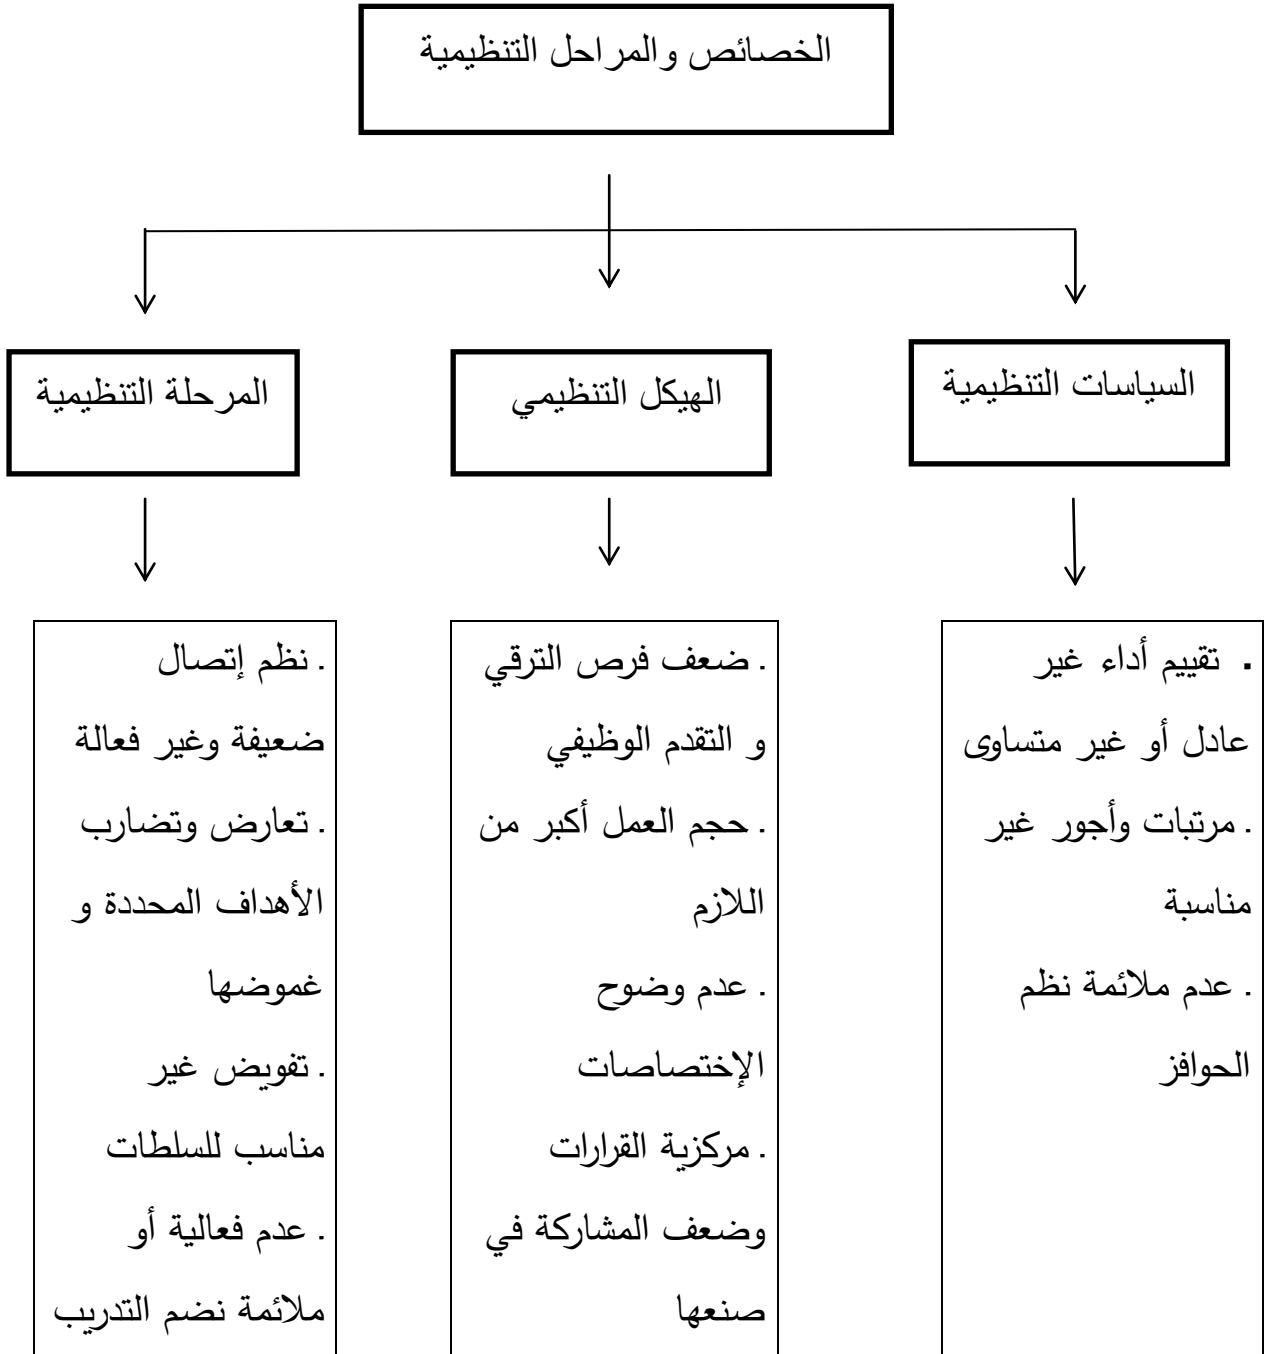 الخصائص والمراحل التنظيمية
السياسات التنظيمية
الهيكل التنظيمي
المرحلة التنظيمية
. تقييم أداء غير
عادل أو غير متساوى
. مرتبات وأجور غير
مناسبة
. عدم ملائمة نظم
الحوافز
. ضعف فرص الترقي
و التقدم الوظيفي
. حجم العمل أكبر من
اللازم
. عدم وضوح
الإختصاصات
. مركزية القرارات
وضعف المشاركة في
صنعها
. نظم إتصال
ضعيفة وغير فعالة
. تعارض وتضارب
الأهداف المحددة و
غموضها
. تفويض غير
مناسب للسلطات
. عدم فعالية أو
ملائمة نضم التدريب